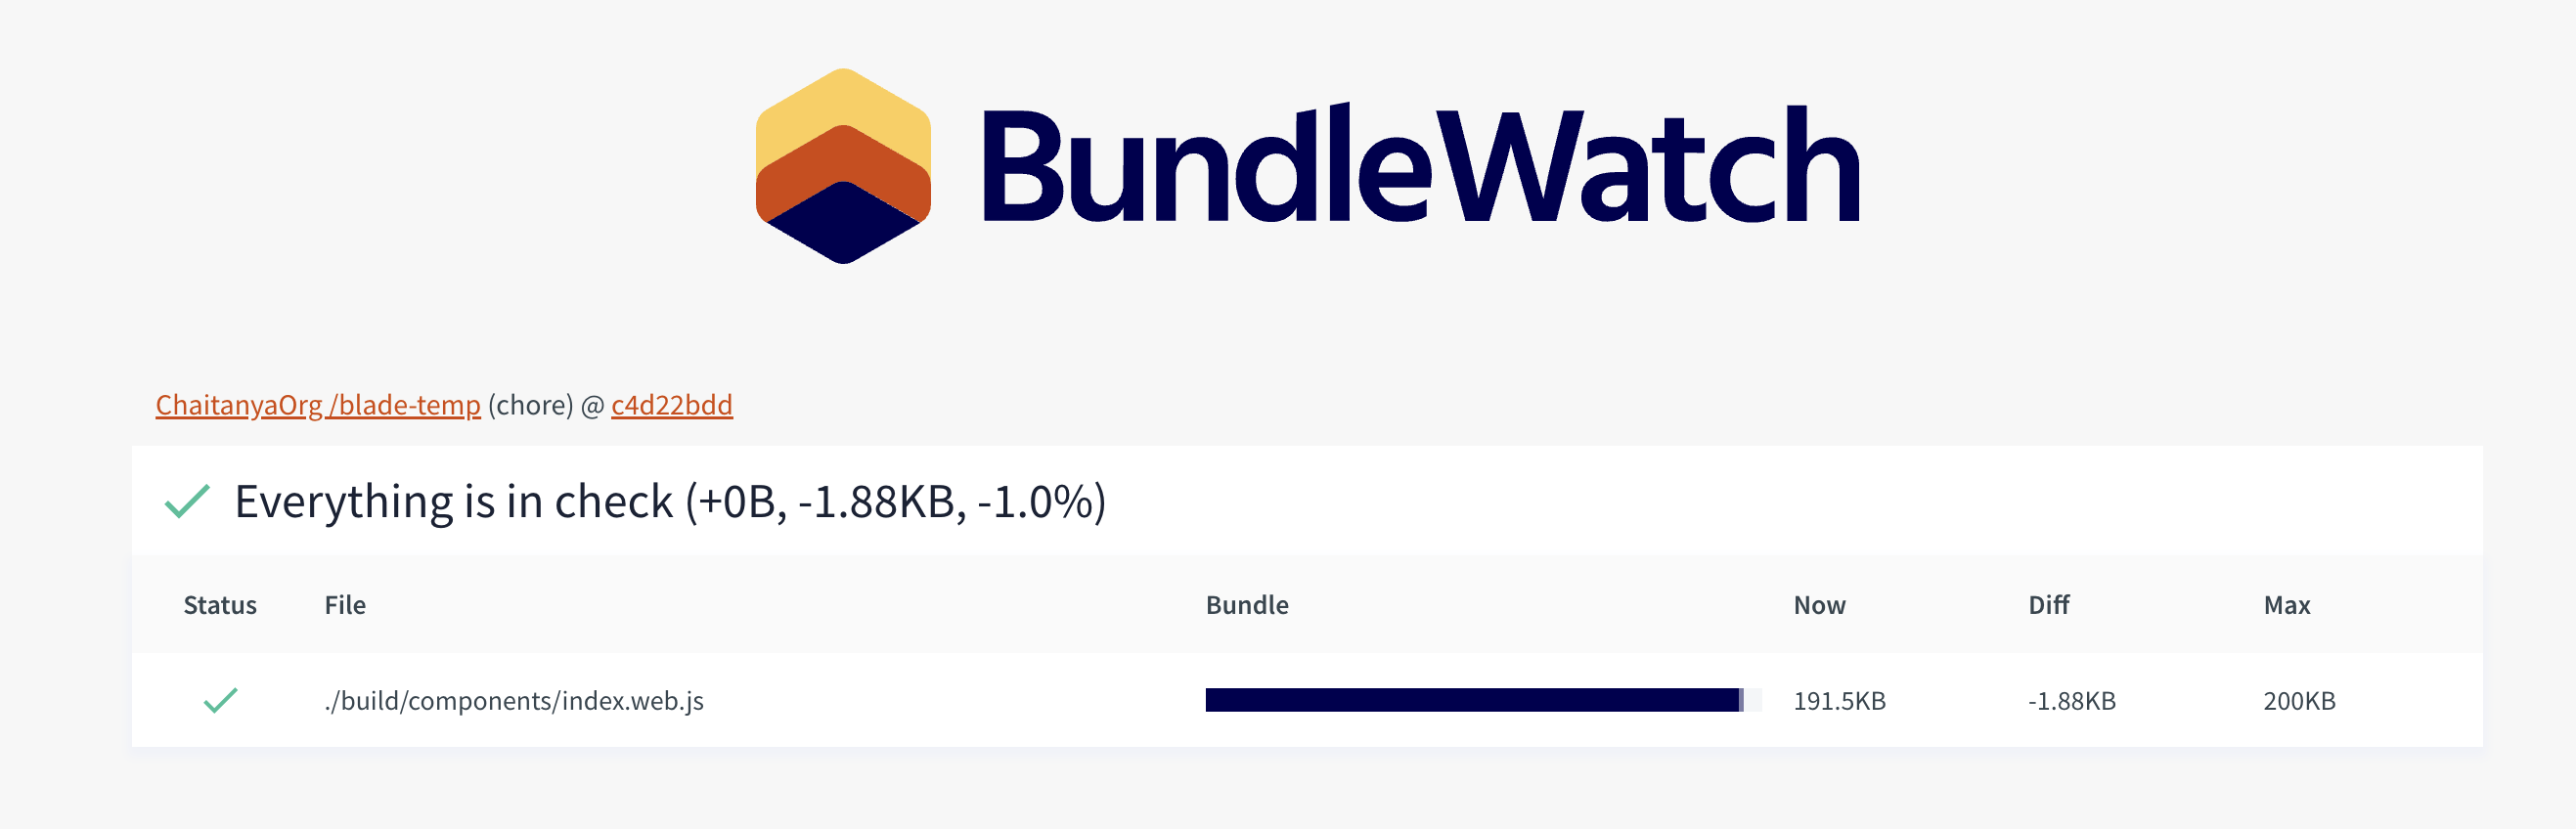 BundleWatch
ChaitanyaOrg/blade-temp (chore) @ c4d22bdd
Everything is in check (+0B, -1.88KB, -1.0%)
Status File Bundle Now Diff Max
./build/components/index.web.js 191.5KB -1.88KB 200KB